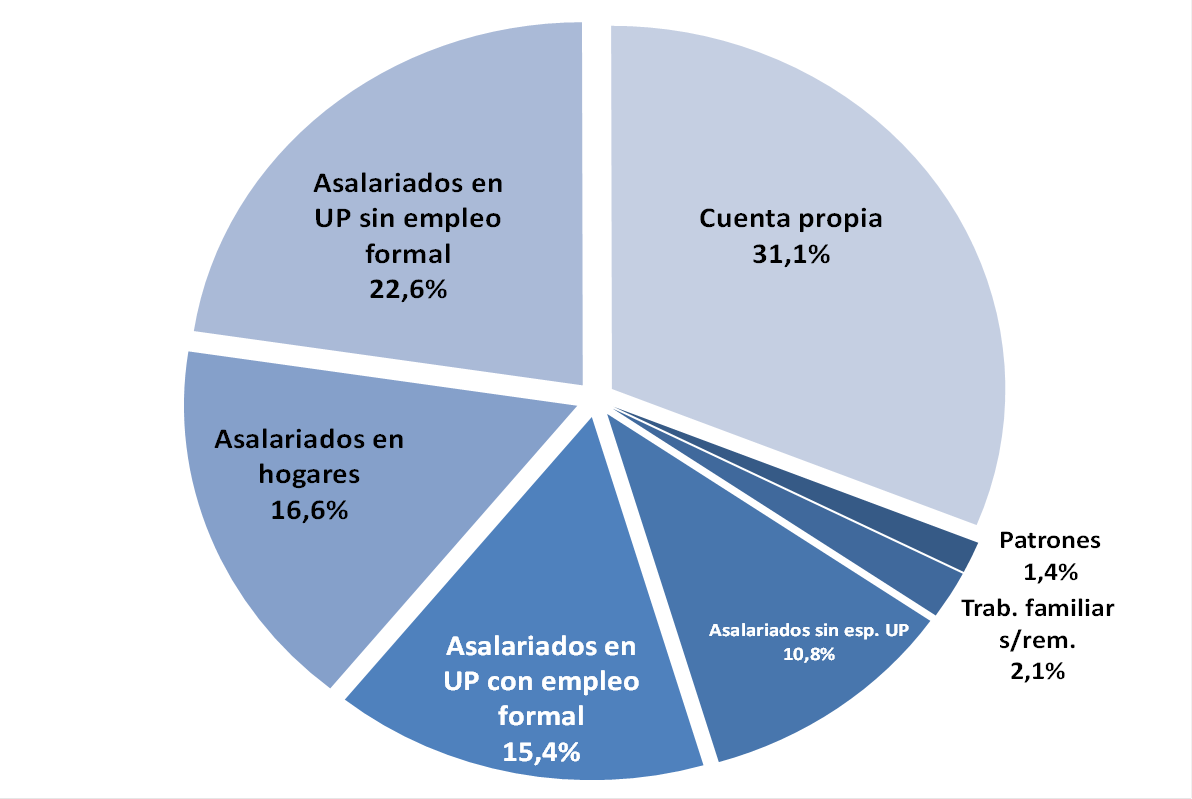 Asalariados en
UP sin empleo
formal
22,6%
Cuenta propia
31,1%
Asalariados en
hogares
16,6%
Patrones
1,4%
Trab. familiar
s/rem.
2,1%
Asalariados sin esp. UP
10,8%
Asalariados en
UP con empleo
formal
15,4%